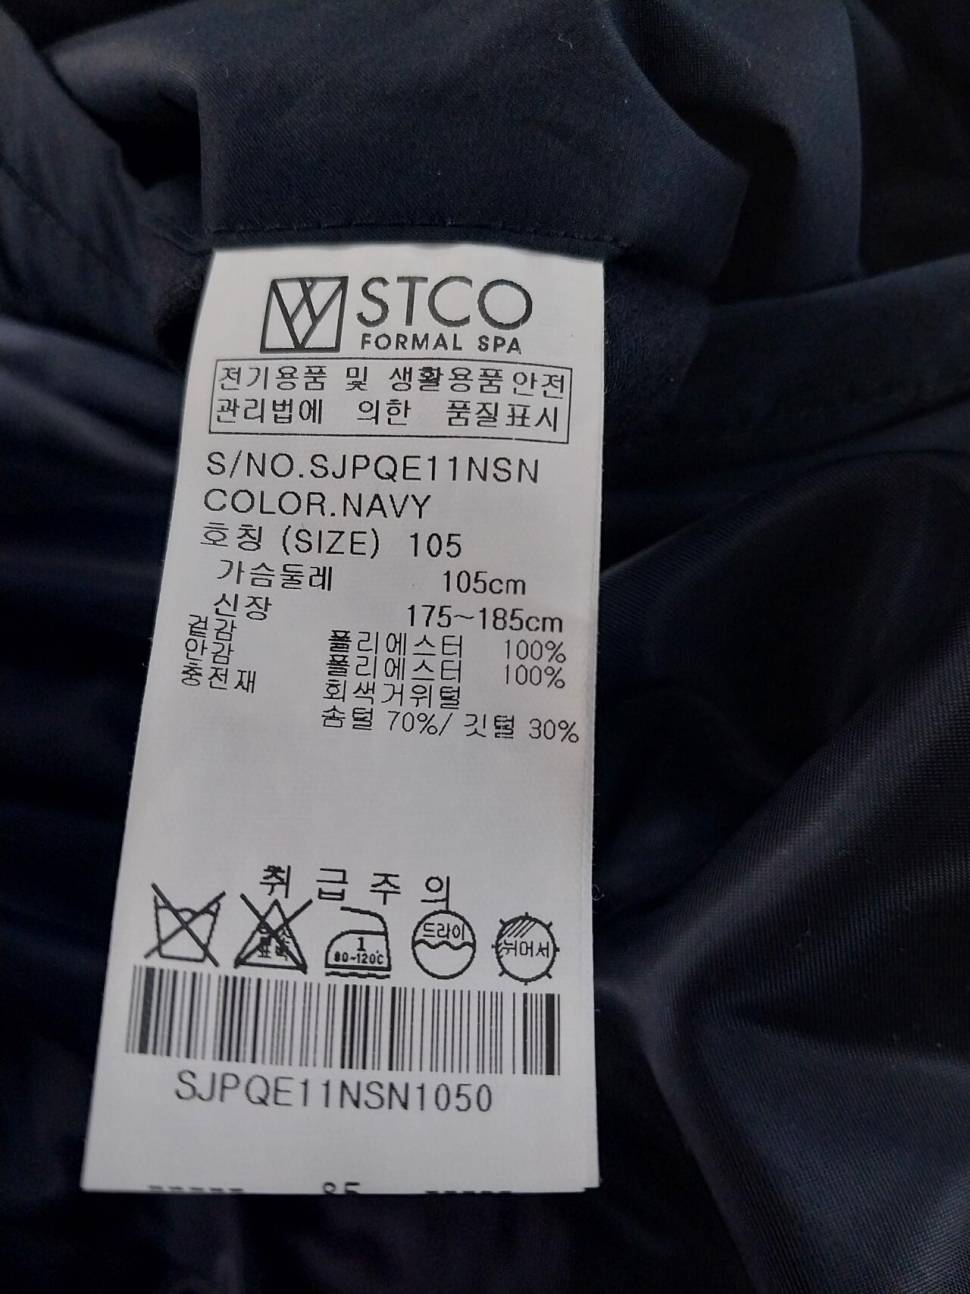 STCO
FORMAL SPA
전기용품 및 생활용품안전
관리법에 의한 품질표시
S/NO.SJPQE11NSN
COLOR.NAVY
호칭 (SIZE) 105
가슴둘레 105cm
신장 175~185cm
겉감 폴리에스터 100%
안감 폴리에스터 100%
충전재 회색거위털
솜털 70%/ 깃털 30%
취급주의
1
80~120℃
드라이
뉘어서
SJPQE11NSN1050